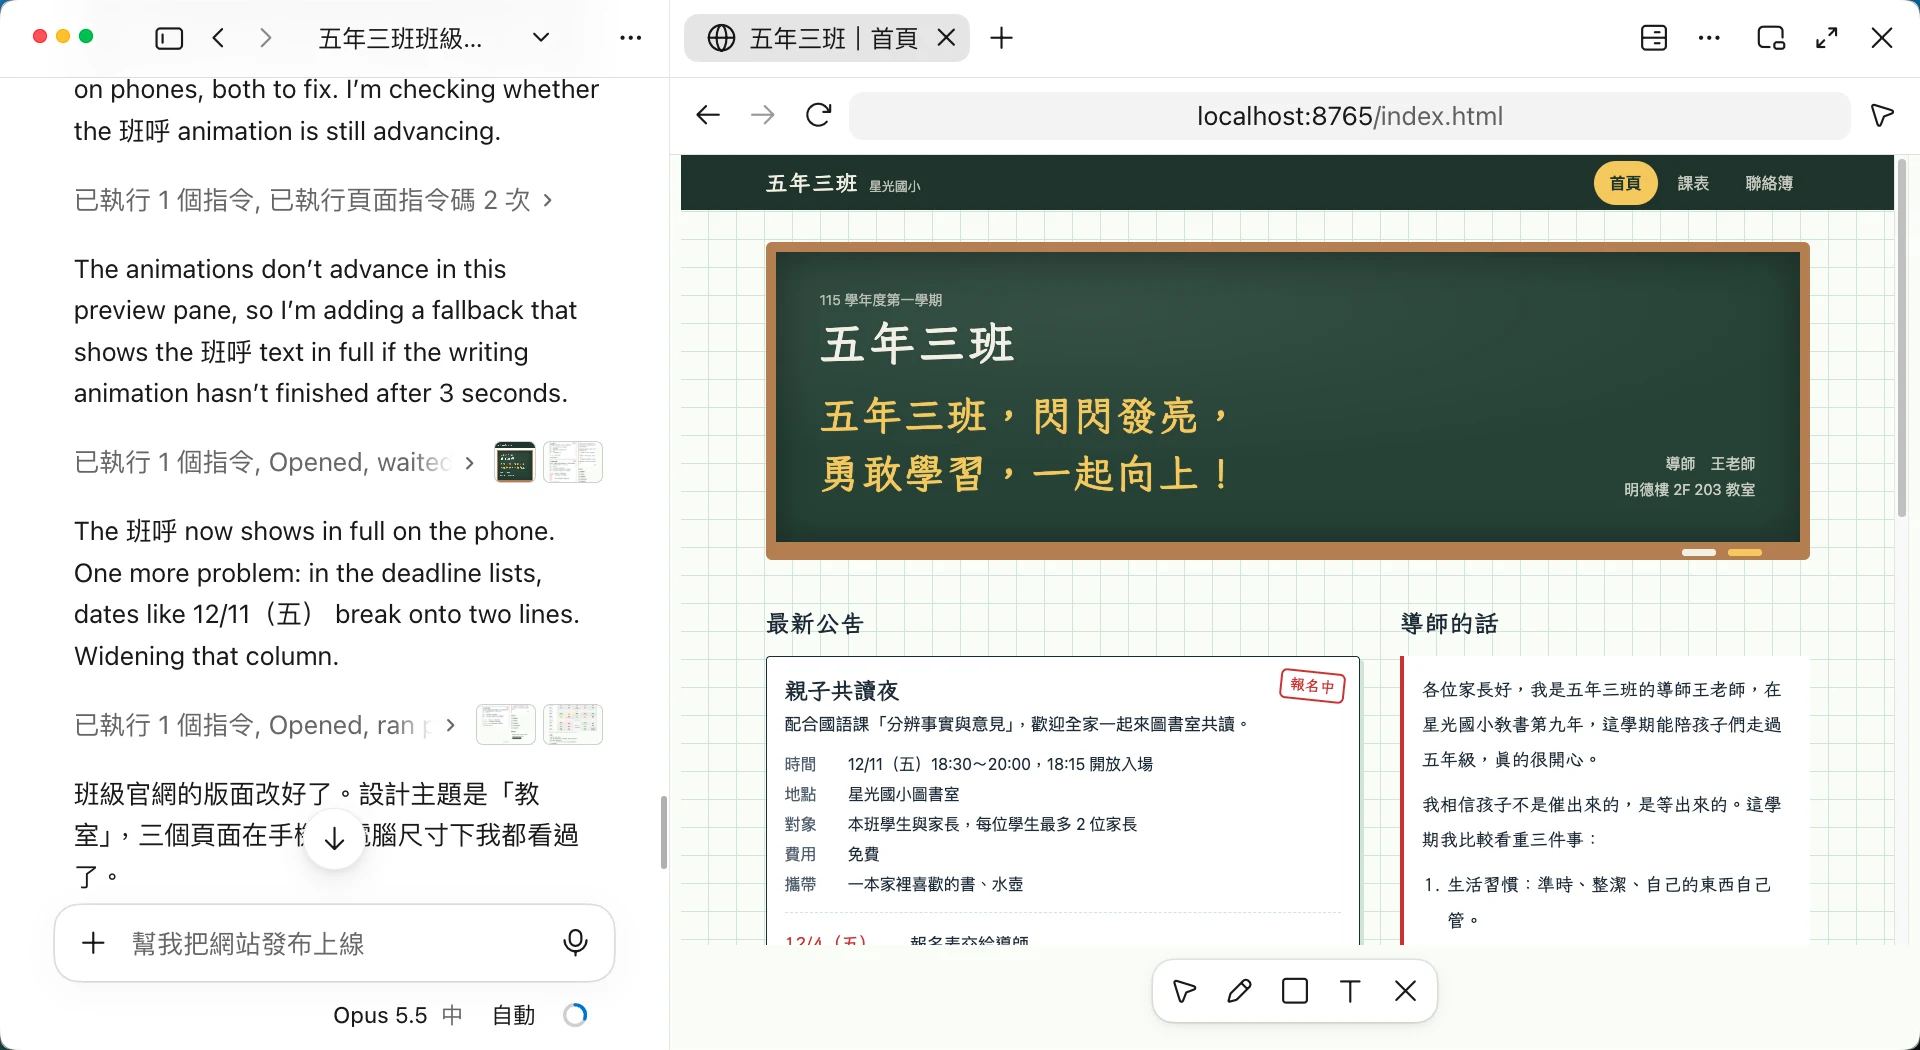 五年三班班級...
on phones, both to fix. I'm checking whether
the 班呼 animation is still advancing.
已執行 1 個指令, 已執行頁面指令碼 2 次
The animations don't advance in this
preview pane, so I'm adding a fallback that
shows the 班呼 text in full if the writing
animation hasn't finished after 3 seconds.
已執行 1 個指令, Opened, waited
The 班呼 now shows in full on the phone.
One more problem: in the deadline lists,
dates like 12/11（五） break onto two lines.
Widening that column.
已執行 1 個指令, Opened, ran
班級官網的版面改好了。設計主題是「教
室」，三個頁面在手 電腦尺寸下我都看過
了。
幫我把網站發布上線
Opus 5.5 中 自動
五年三班｜首頁
localhost:8765/index.html
五年三班 星光國小
首頁 課表 聯絡簿
115 學年度第一學期
五年三班
五年三班，閃閃發亮，
勇敢學習，一起向上！
導師 王老師
明德樓 2F 203 教室
最新公告
親子共讀夜
報名中
配合國語課「分辨事實與意見」，歡迎全家一起來圖書室共讀。
時間 12/11（五）18:30～20:00，18:15 開放入場
地點 星光國小圖書室
對象 本班學生與家長，每位學生最多 2 位家長
費用 免費
攜帶 一本家裡喜歡的書、水壺
12/4（五） 報名表交給導師
導師的話
各位家長好，我是五年三班的導師王老師，在
星光國小教書第九年，這學期能陪孩子們走過
五年級，真的很開心。
我相信孩子不是催出來的，是等出來的。這學
期我比較看重三件事：
1. 生活習慣：準時、整潔、自己的東西自己
管。